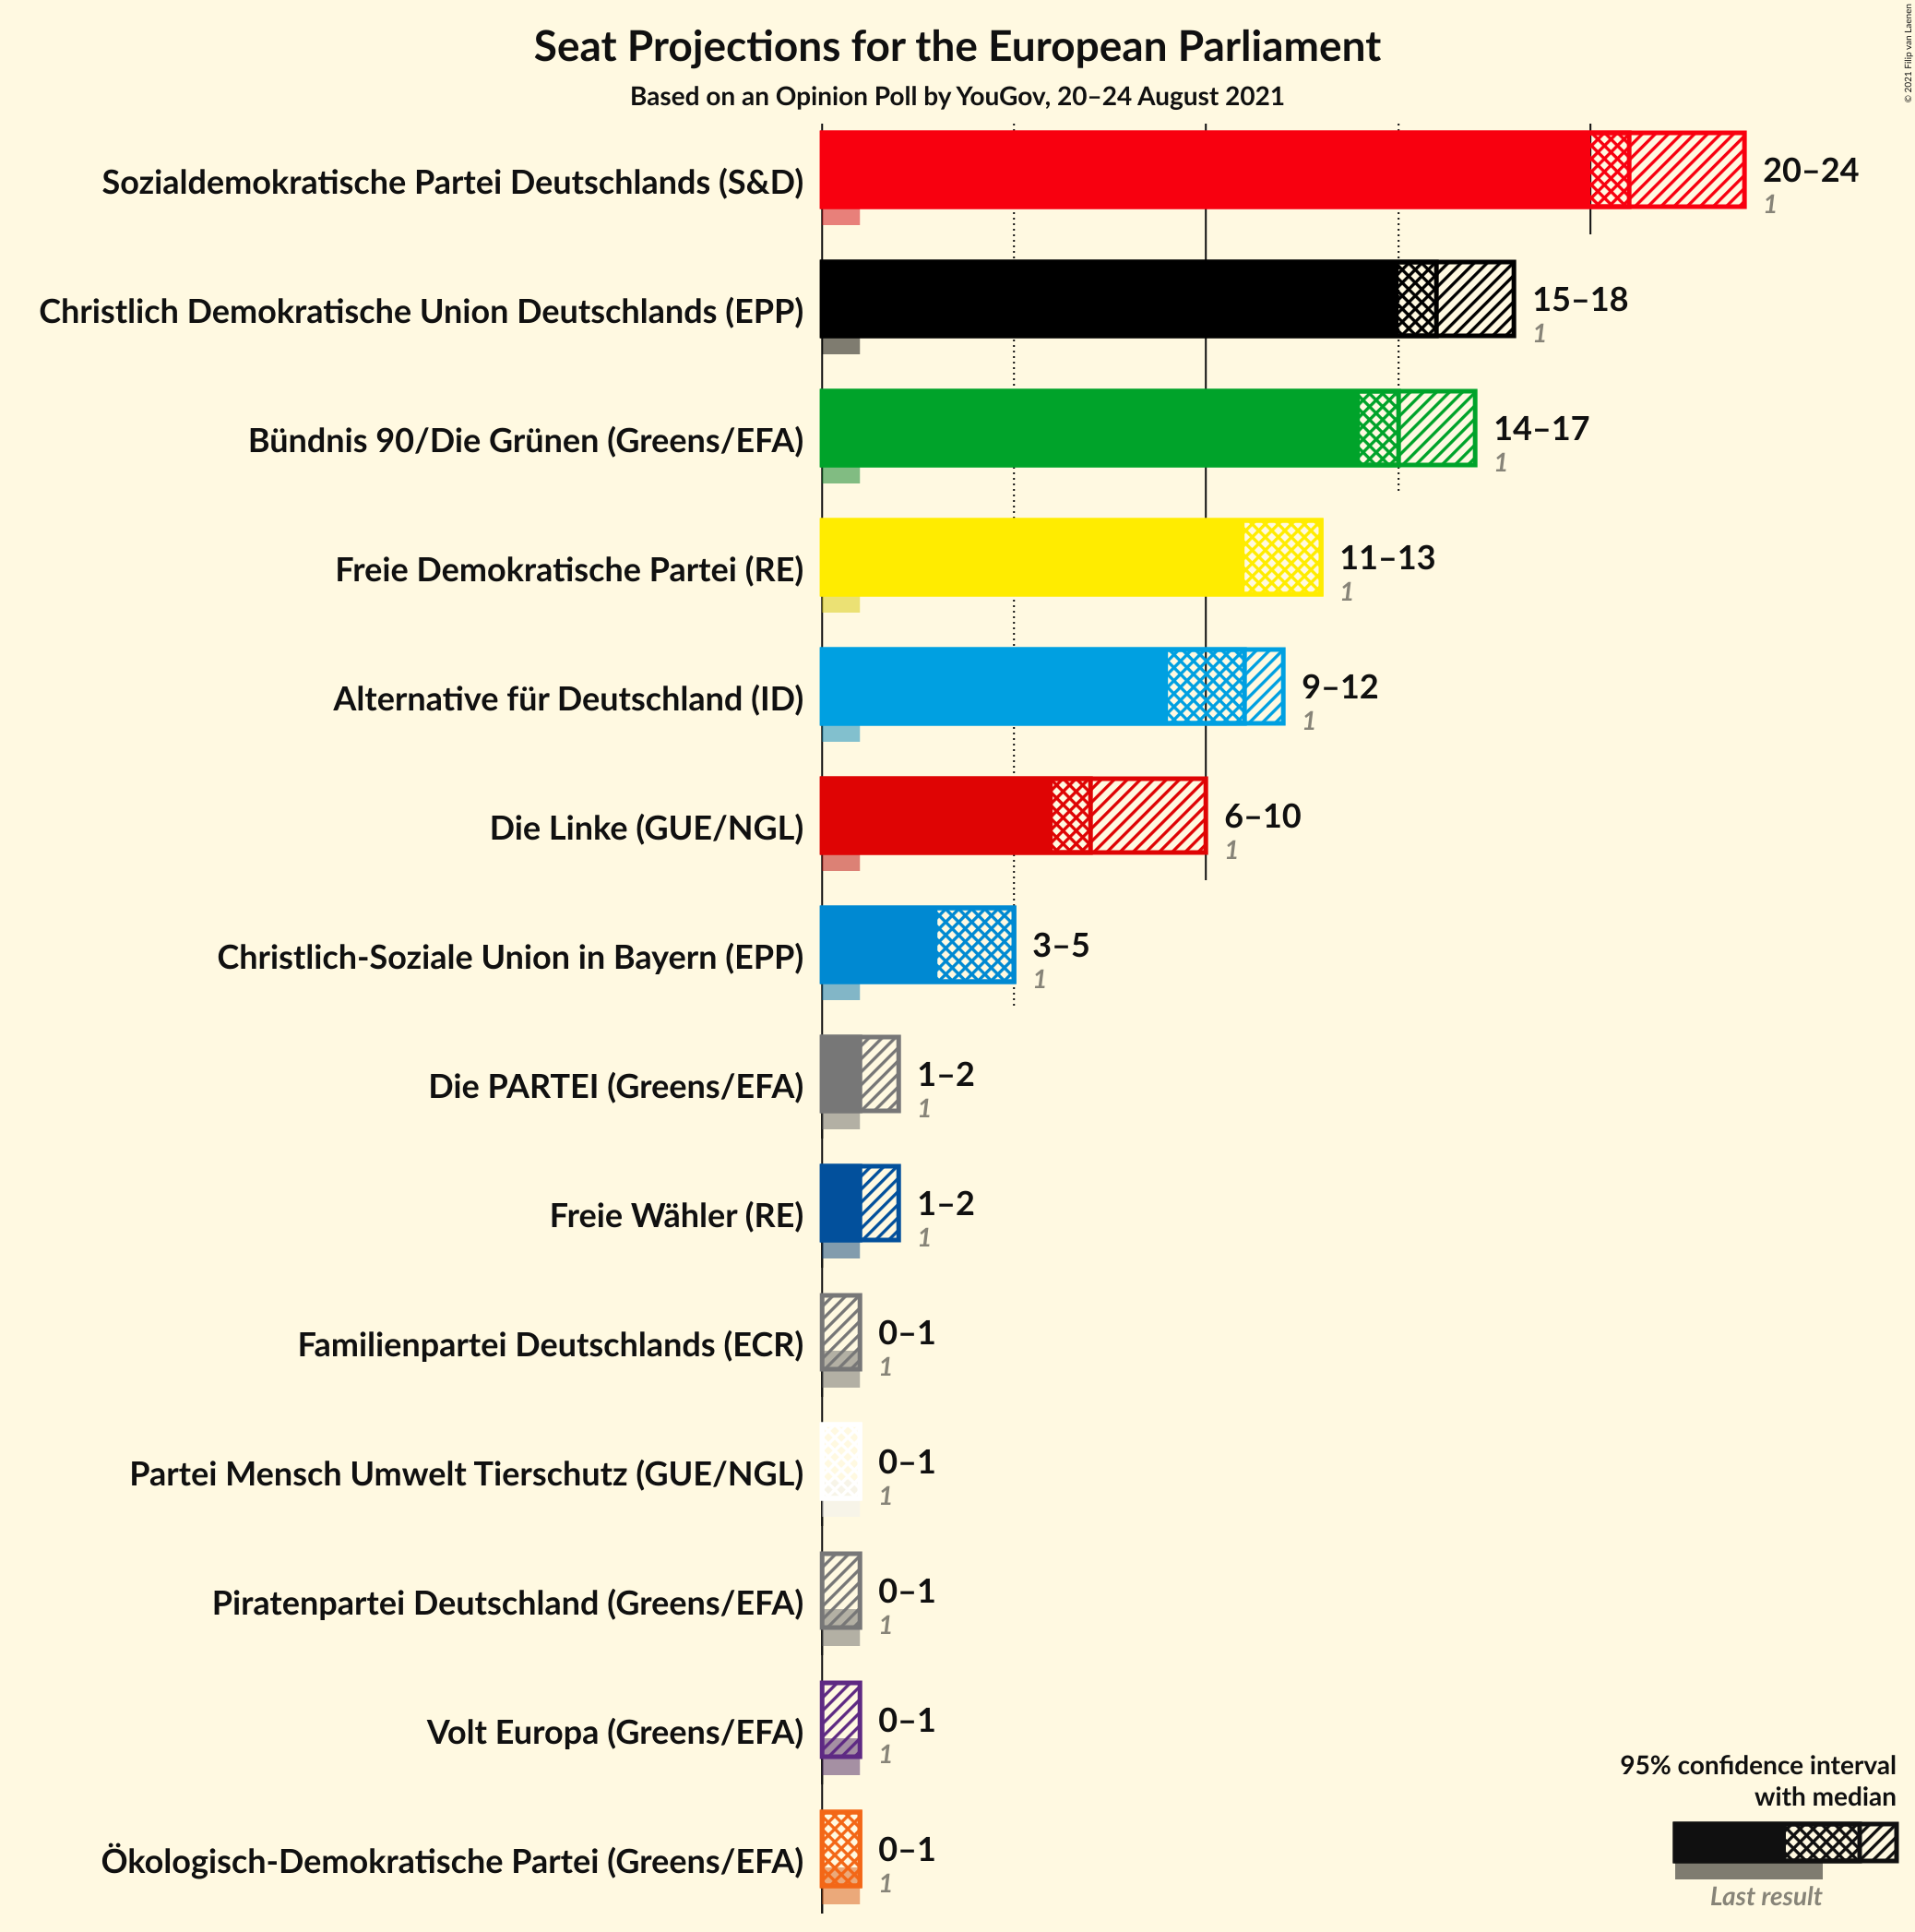 Seat Projections for the European Parliament
Based on an Opinion Poll by YouGov, 20–24 August 2021
© 2021 Filip van Laenen
Sozialdemokratische Partei Deutschlands (S&D)
20–24
1
Christlich Demokratische Union Deutschlands (EPP)
15–18
1
Bündnis 90/Die Grünen (Greens/EFA)
14–17
1
Freie Demokratische Partei (RE)
11–13
1
Alternative für Deutschland (ID)
9–12
1
Die Linke (GUE/NGL)
6–10
1
Christlich-Soziale Union in Bayern (EPP)
3–5
1
Die PARTEI (Greens/EFA)
1–2
1
Freie Wähler (RE)
1–2
1
Familienpartei Deutschlands (ECR)
0–1
1
Partei Mensch Umwelt Tierschutz (GUE/NGL)
0–1
1
Piratenpartei Deutschland (Greens/EFA)
0–1
1
Volt Europa (Greens/EFA)
0–1
1
Ökologisch-Demokratische Partei (Greens/EFA)
0–1
1
95% confidence interval
with median
Last result